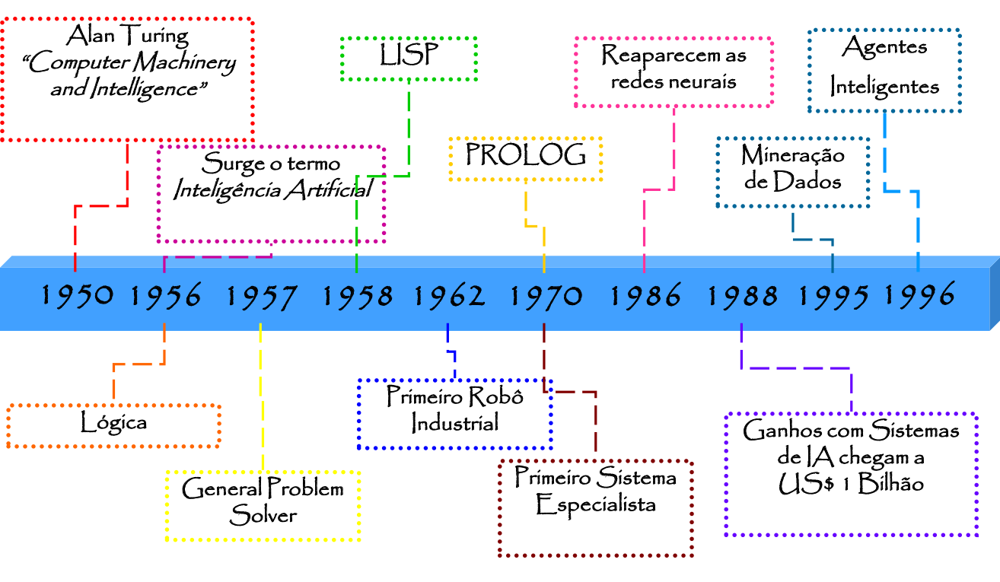 Alan Turing
“Computer Machinery
and Intelligence”
LISP
Reaparecem as
redes neurais
Agentes
Inteligentes
Surge o termo
Inteligência Artificial
PROLOG
Mineração
de Dados
1950 1956 1957 1958 1962 1970 1986 1988 1995 1996
Lógica
Primeiro Robô
Industrial
Ganhos com Sistemas
de IA chegam a
US$ 1 Bilhão
General Problem
Solver
Primeiro Sistema
Especialista